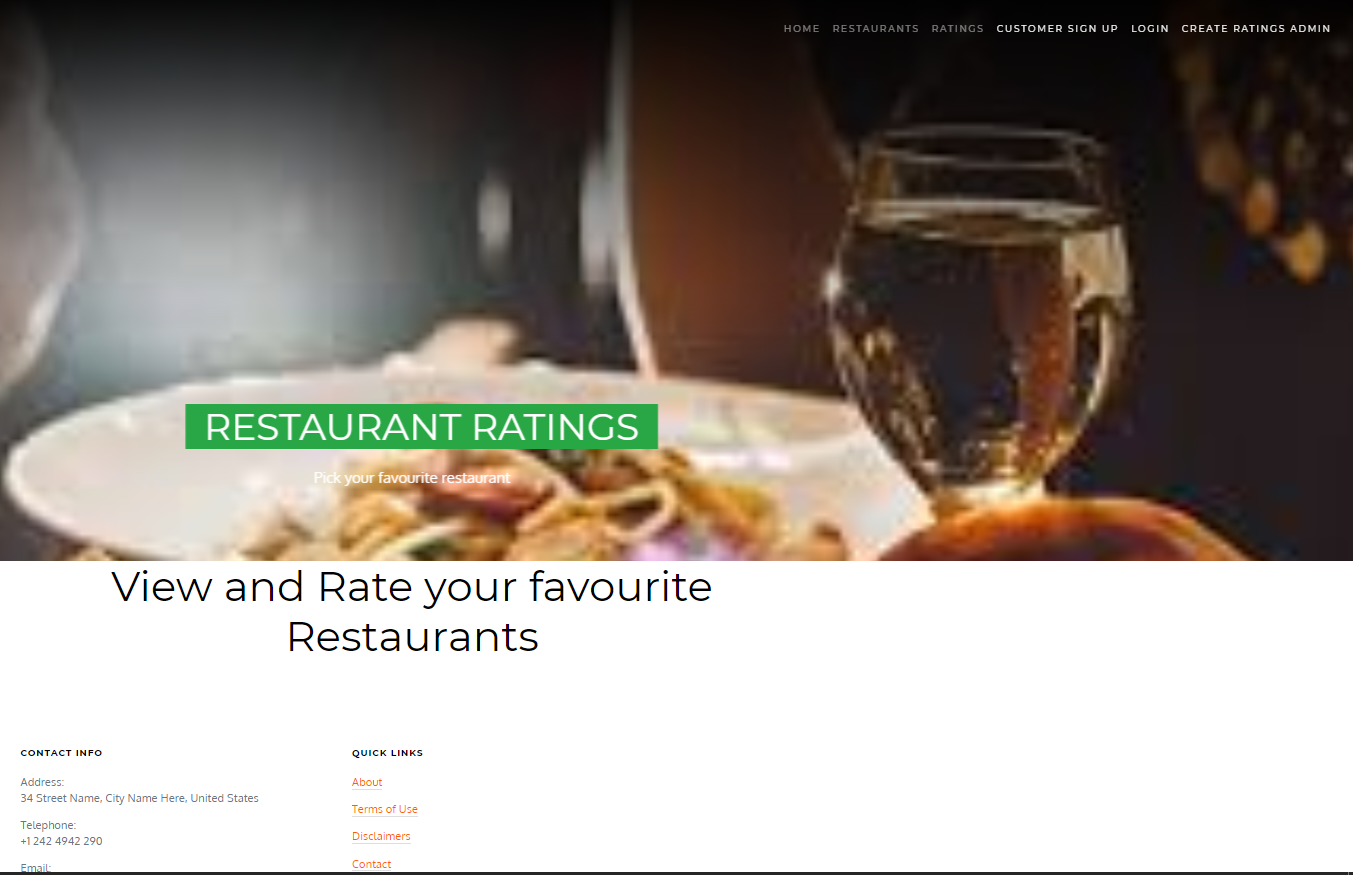 HOME RESTAURANTS RATINGS CUSTOMER SIGN UP LOGIN CREATE RATINGS ADMIN
RESTAURANT RATINGS
Pick your favourite restaurant
View and Rate your favourite
Restaurants
CONTACT INFO
Address:
34 Street Name, City Name Here, United States
Telephone:
+1 242 4942 290
Email:
QUICK LINKS
About
Terms of Use
Disclaimers
Contact